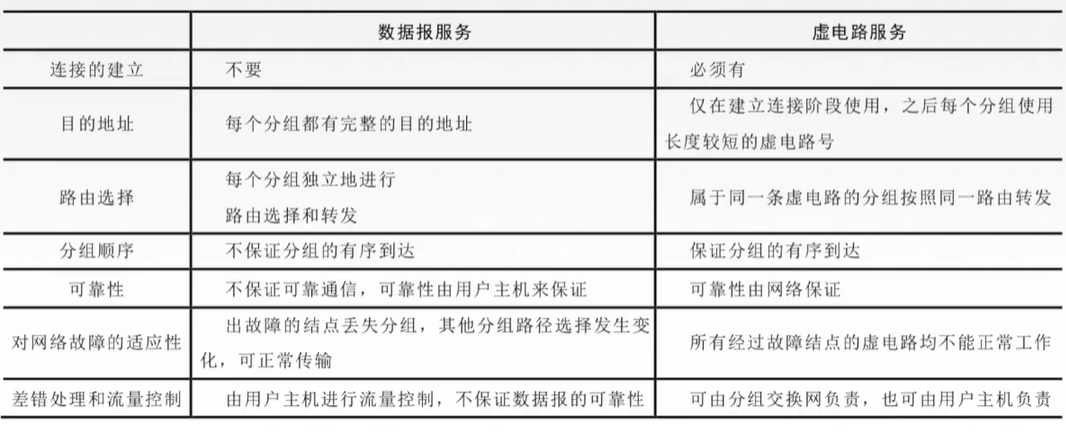 数据报服务 虚电路服务
连接的建立 不要 必须有
目的地址 每个分组都有完整的目的地址 仅在建立连接阶段使用，之后每个分组使用
长度较短的虚电路号
路由选择 每个分组独立地进行
路由选择和转发 属于同一条虚电路的分组按照同一路由转发
分组顺序 不保证分组的有序到达 保证分组的有序到达
可靠性 不保证可靠通信，可靠性由用户主机来保证 可靠性由网络保证
对网络故障的适应性 出故障的结点丢失分组，其他分组路径选择发生变
化，可正常传输 所有经过故障结点的虚电路均不能正常工作
差错处理和流量控制 由用户主机进行流量控制，不保证数据报的可靠性 可由分组交换网负责，也可由用户主机负责